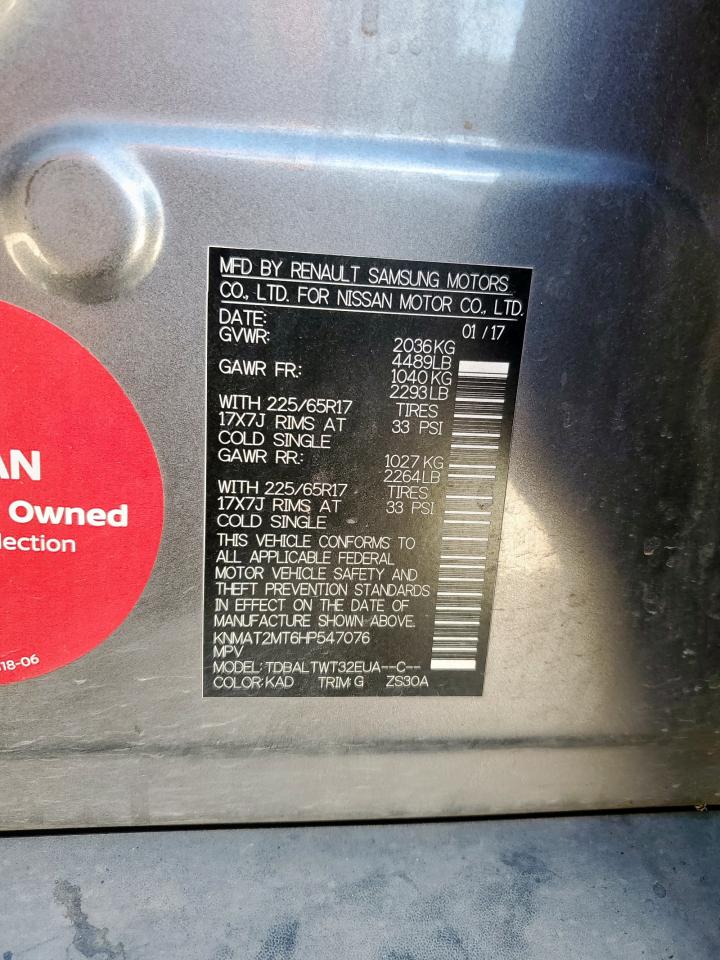 MFD BY RENAULT SAMSUNG MOTORS
CO., LTD. FOR NISSAN MOTOR CO., LTD.
DATE: 01 / 17
GVWR: 2036KG
4489LB
GAWR FR: 1040 KG
2293LB
WITH 225/65R17 TIRES
17X7J RIMS AT 33 PSI
COLD SINGLE
GAWR RR: 1027 KG
2264LB
WITH 225/65R17 TIRES
17X7J RIMS AT 33 PSI
COLD SINGLE
THIS VEHICLE CONFORMS TO
ALL APPLICABLE FEDERAL
MOTOR VEHICLE SAFETY AND
THEFT PREVENTION STANDARDS
IN EFFECT ON THE DATE OF
MANUFACTURE SHOWN ABOVE.
KNMAT2MT6HP547076
MPV
MODEL: TDBALTWT32EUA--C--
COLOR: KAD TRIM: G ZS30A
AN
Owned
lection
18-06